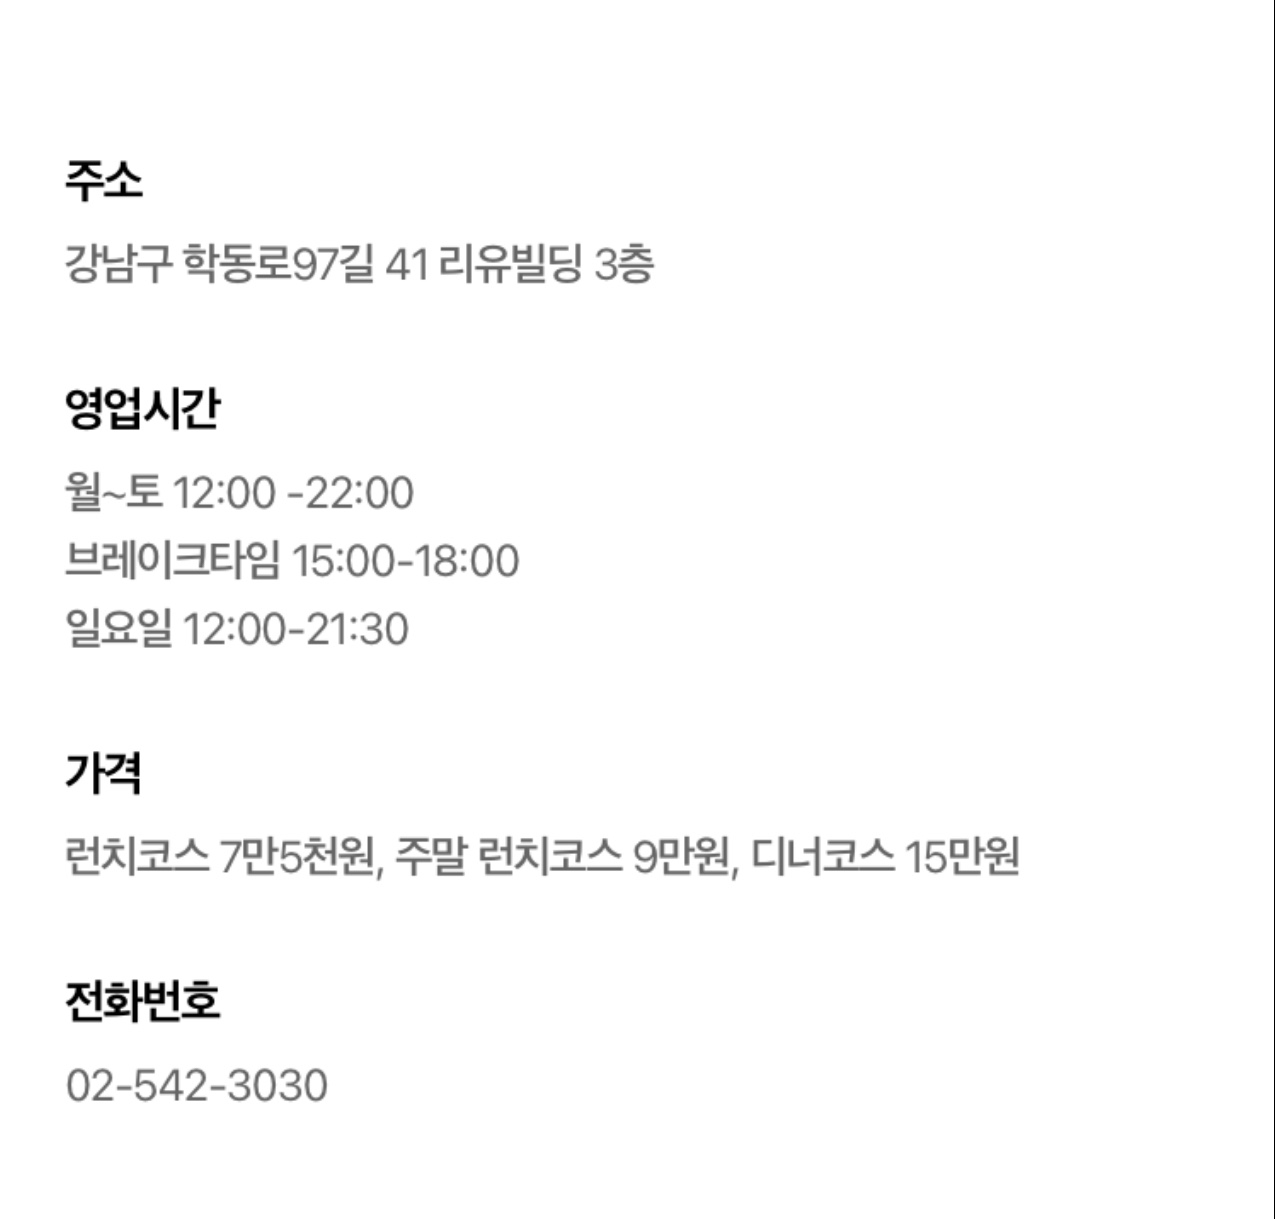 주소
강남구 학동로97길 41 리유빌딩 3층
영업시간
월~토 12:00 -22:00
브레이크타임 15:00-18:00
일요일 12:00-21:30
가격
런치코스 7만5천원, 주말 런치코스 9만원, 디너코스 15만원
전화번호
02-542-3030